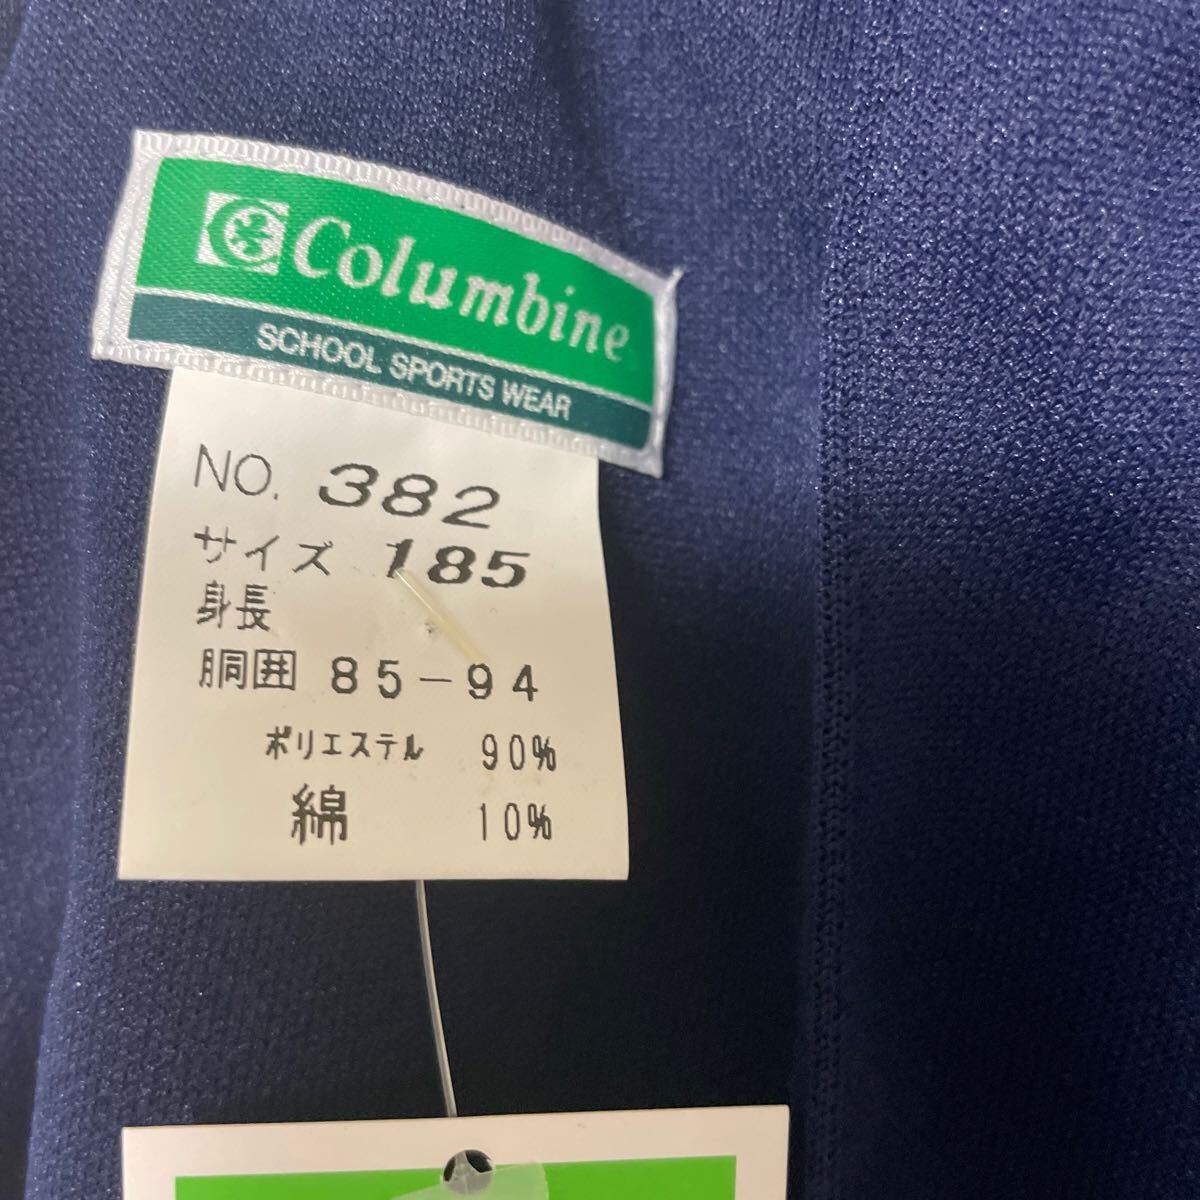 Columbine
SCHOOL SPORTS WEAR
NO. 382
サイズ 185
身長
胴囲 85-94
ポリエステル 90%
綿 10%